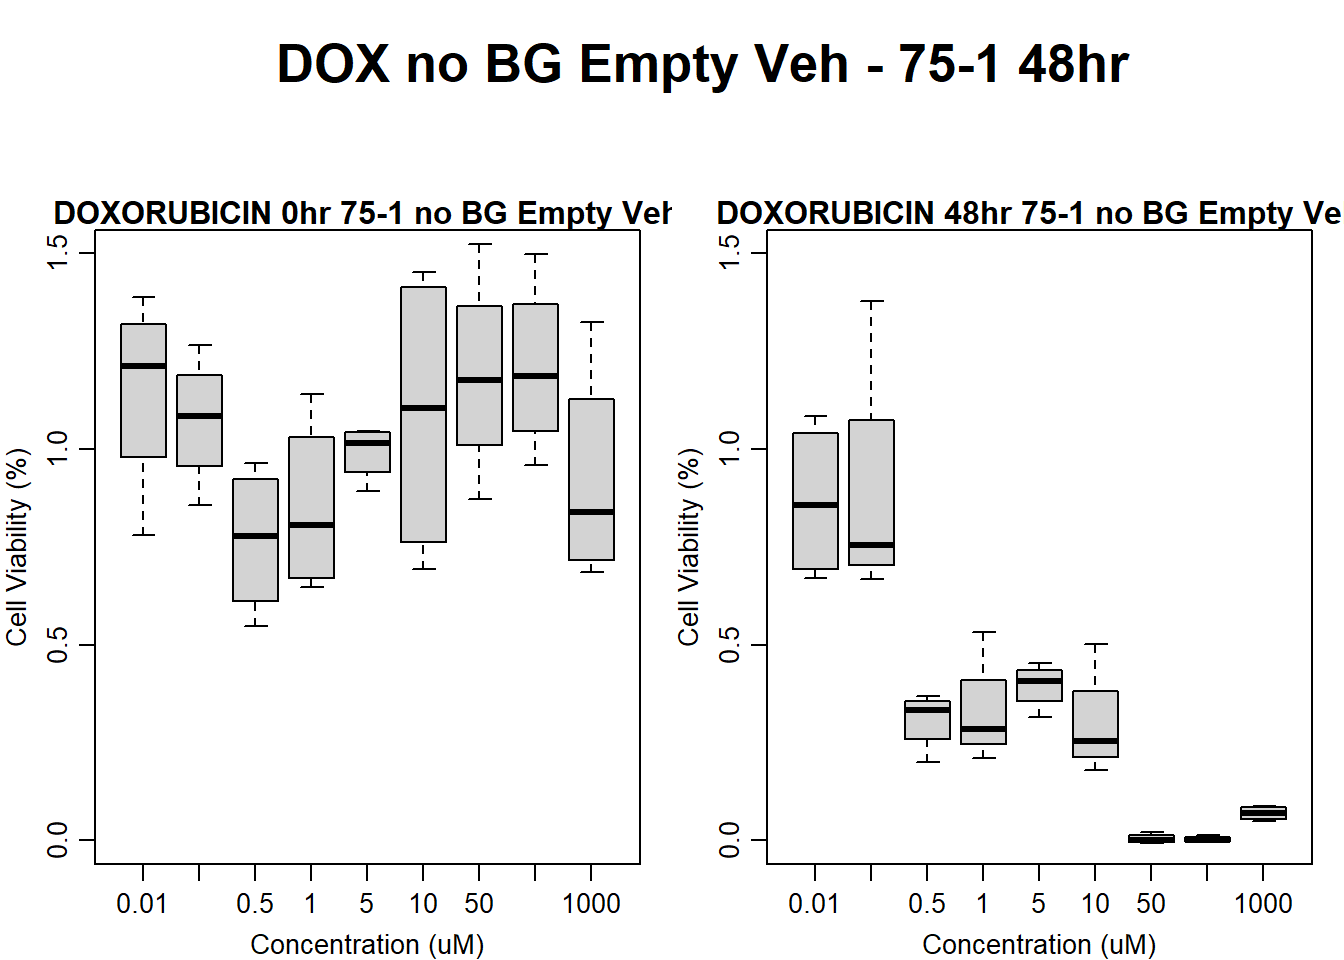 DOX no BG Empty Veh - 75-1 48hr
DOXORUBICIN 0hr 75-1 no BG Empty Veh
Cell Viability (%)
1.5
1.0
0.5
0.0
0.01 0.5 1 5 10 50 1000
Concentration (uM)
DOXORUBICIN 48hr 75-1 no BG Empty Ve
Cell Viability (%)
1.5
1.0
0.5
0.0
0.01 0.5 1 5 10 50 1000
Concentration (uM)